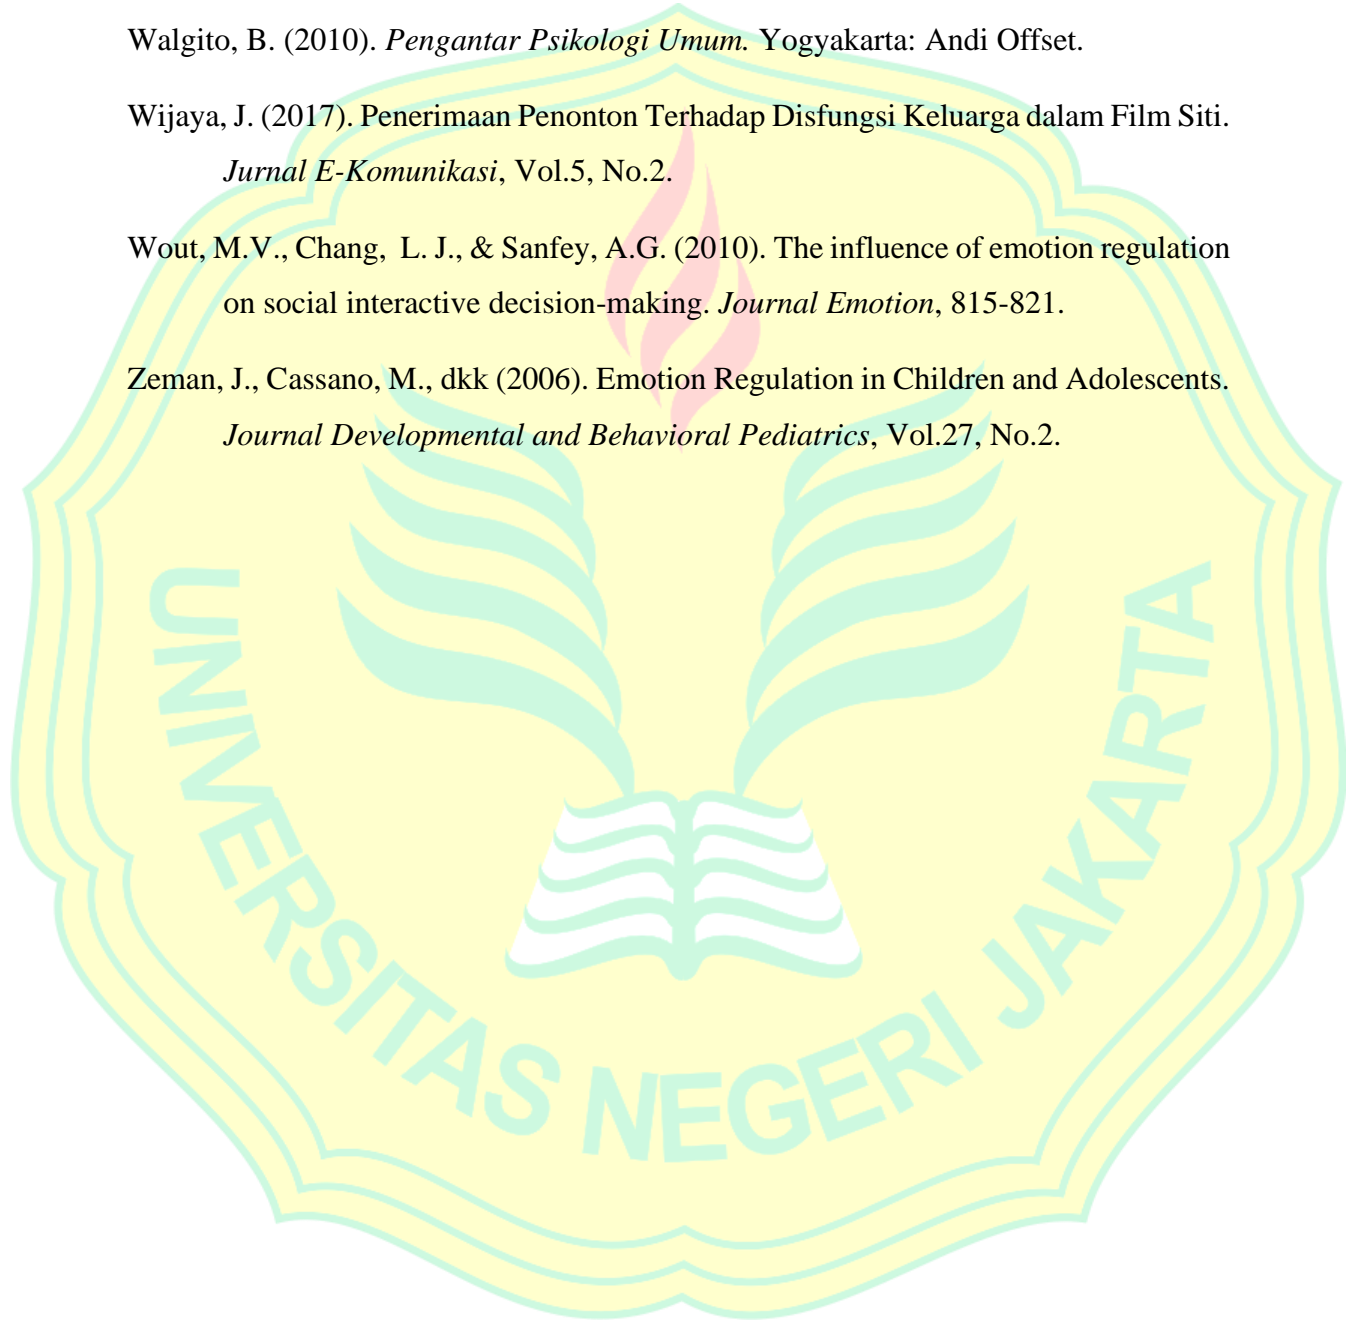 Walgito, B. (2010). Pengantar Psikologi Umum. Yogyakarta: Andi Offset.
Wijaya, J. (2017). Penerimaan Penonton Terhadap Disfungsi Keluarga dalam Film Siti.
Jurnal E-Komunikasi, Vol.5, No.2.
Wout, M.V., Chang, L. J., & Sanfey, A.G. (2010). The influence of emotion regulation
on social interactive decision-making. Journal Emotion, 815-821.
Zeman, J., Cassano, M., dkk (2006). Emotion Regulation in Children and Adolescents.
Journal Developmental and Behavioral Pediatrics, Vol.27, No.2.
UNIVERSITAS NEGERI JAKARTA